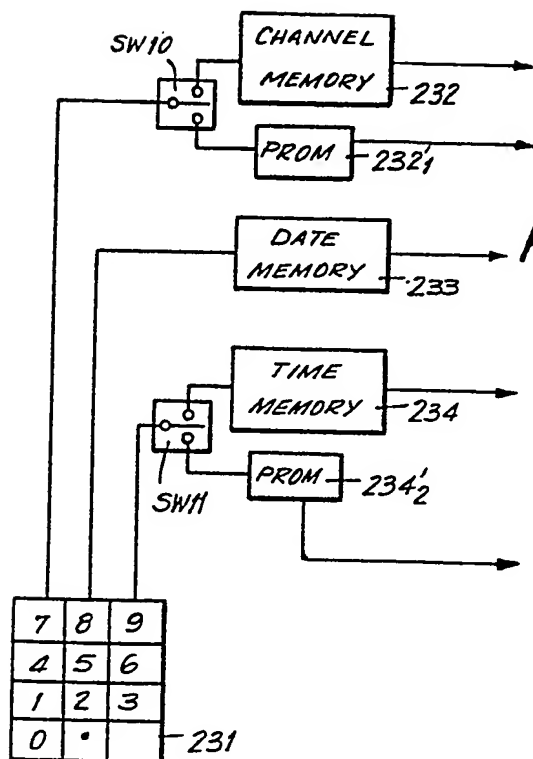 SW10
CHANNEL
MEMORY
232
PROM
232'1
DATE
MEMORY
233
TIME
MEMORY
234
SW11
PROM
234'2
7 8 9
4 5 6
1 2 3
0 •
231